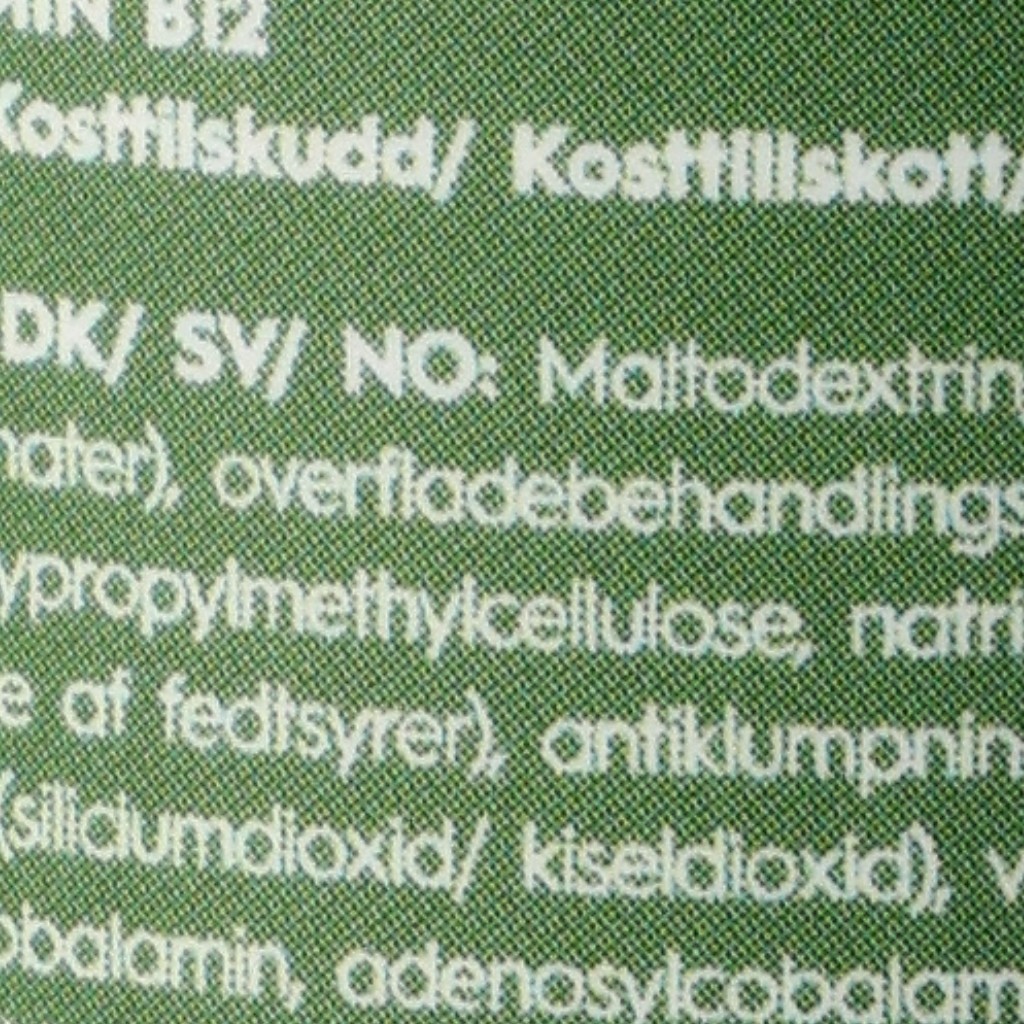 MIN B12
Kosttilskudd/ Kosttillskott/
DK/ SV/ NO: Maltodextrin
nater), overfladebehandlings
ypropylmethylcellulose, natri
e af fedtsyrer), antiklumpnin
(siliciumdioxid/ kiseldioxid), v
obalamin, adenosylcobalam